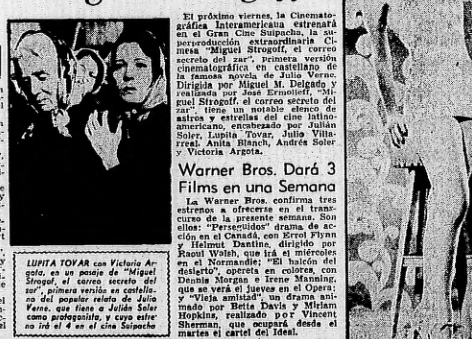 El próximo viernes, la Cinemato-
gráfica Interamericana estrenará
en el Gran Cine Suipacha, la su-
perproducción extraordinaria Ci-
mesa "Miguel Strogoff, el correo
secreto del zar", primera versión
cinematográfica en castellano de
la famosa novela de Julio Verne.
Dirigida por Miguel M. Delgado y
realizada por José Ermolieff, "Mi-
guel Strogoff, el correo secreto del
zar", tiene un notable elenco de
astros y estrellas del cine latino-
americano, encabezado por Julián
Soler, Lupita Tovar, Julio Villa-
rreal, Anita Blanch, Andrés Soler
y Victoria Argota.
Warner Bros. Dará 3
Films en una Semana
La Warner Bros. confirma tres
estrenos a ofrecerse en el trans-
curso de la presente semana. Son
ellos: "Perseguidos" drama de ac-
ción en el Canadá, con Errol Flynn
y Helmut Dantine, dirigido por
Raoul Walsh, que irá el miércoles
en el Normandie; "El halcón del
desierto", opereta en colores, con
Dennis Morgan e Irene Manning,
que se verá el jueves en el Opera;
y "Vieja amistad", un drama ani-
mado por Bette Davis y Miriam
Hopkins, realizado por Vincent
Sherman, que ocupará desde el
martes el cartel del Ideal.
LUPITA TOVAR con Victoria Ar-
gota, en un pasaje de "Miguel
Strogof, el correo secreto del
zar", primera versión en castella-
no del popular relato de Julio
Verne, que tiene a Julián Soler
como protagonista, y cuyo estre-
no irá el 4 en el cine Suipacha